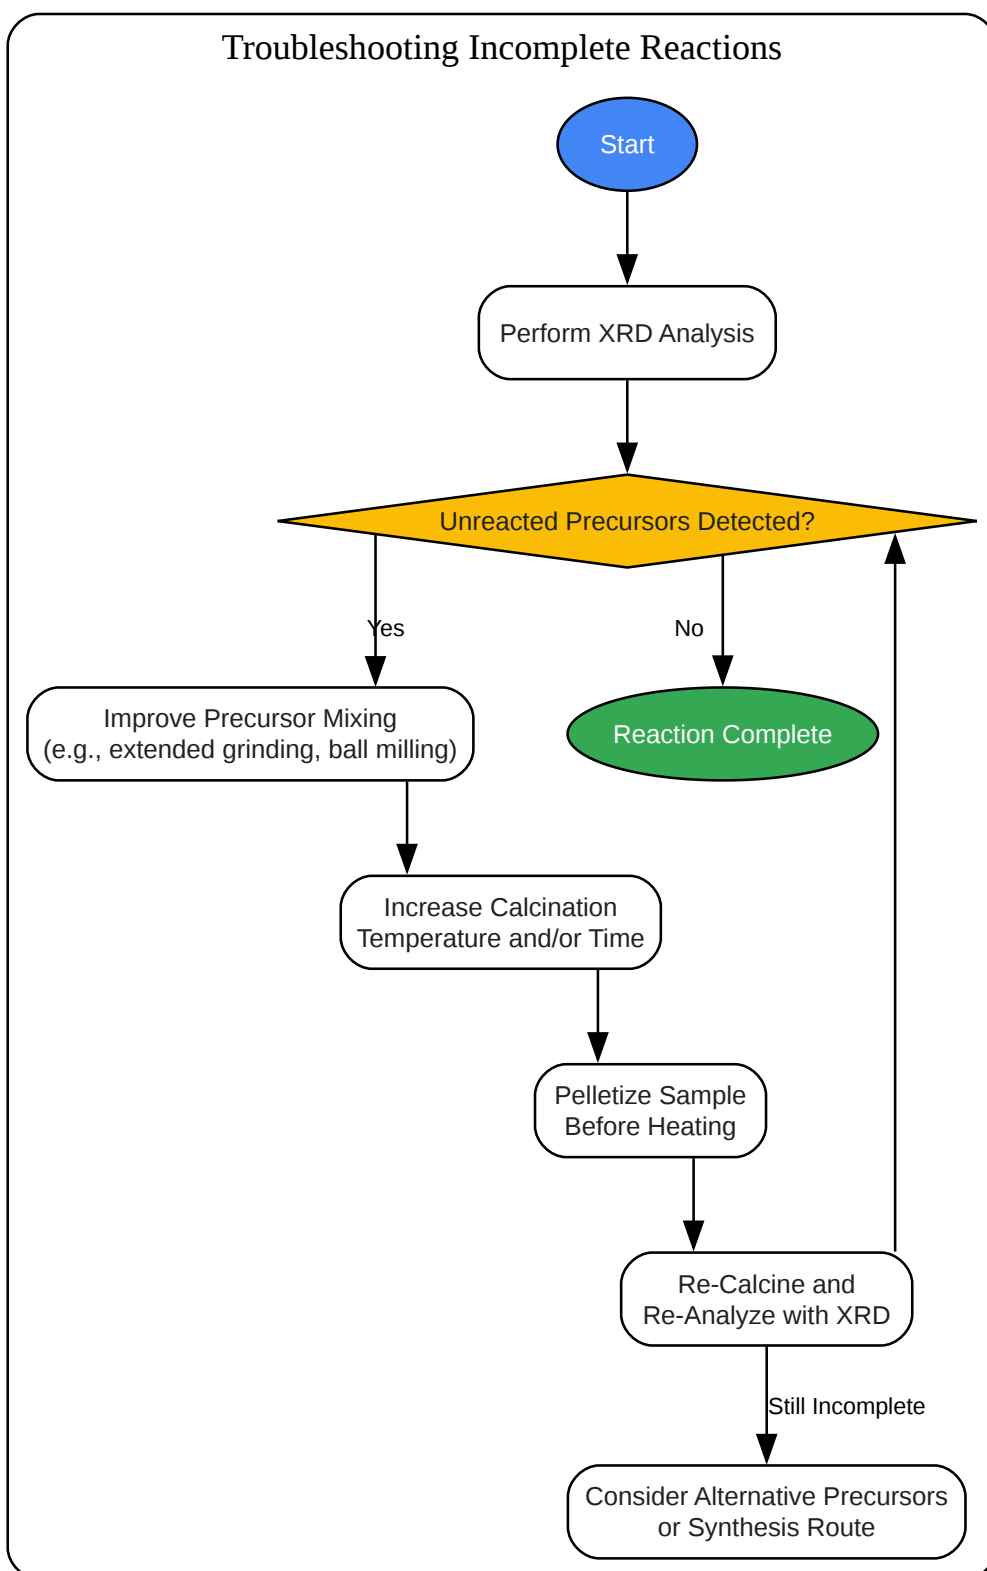 Troubleshooting Incomplete Reactions
Start
Perform XRD Analysis
Unreacted Precursors Detected?
Yes
No
Improve Precursor Mixing
(e.g., extended grinding, ball milling)
Reaction Complete
Increase Calcination
Temperature and/or Time
Pelletize Sample
Before Heating
Re-Calcine and
Re-Analyze with XRD
Still Incomplete
Consider Alternative Precursors
or Synthesis Route